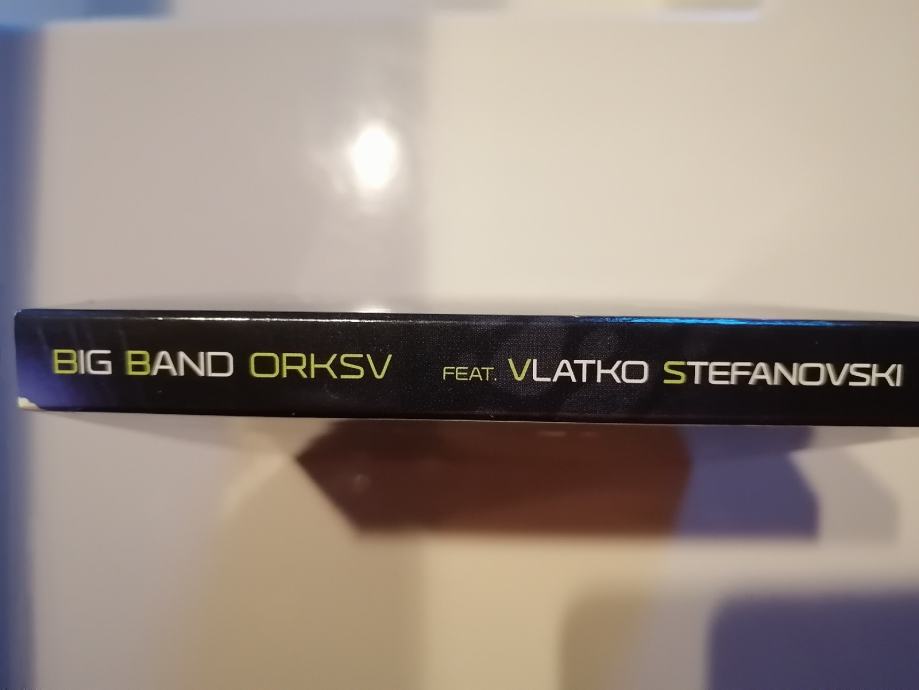 BIG BAND ORKSV FEAT. VLATKO STEFANOVSKI